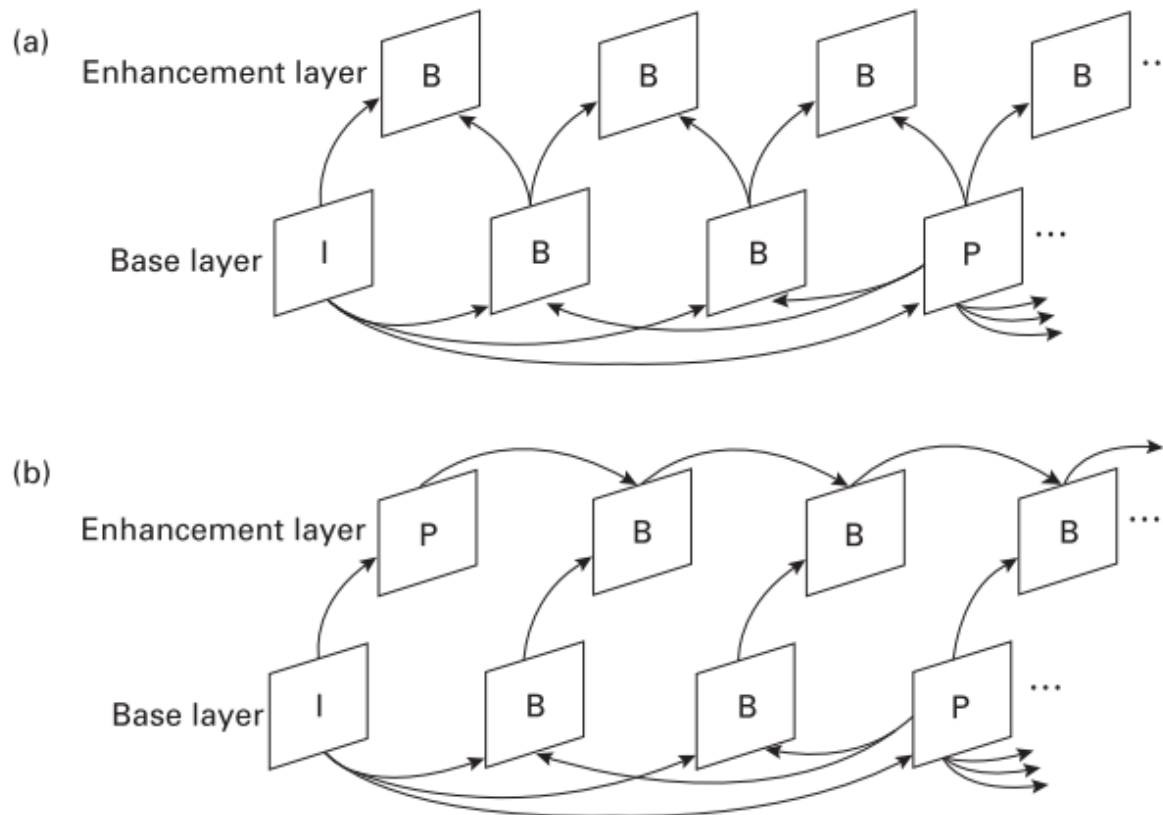 (a)
Enhancement layer B B B B ..
Base layer I B B P ...
(b)
Enhancement layer P B B B ...
Base layer I B B P ...